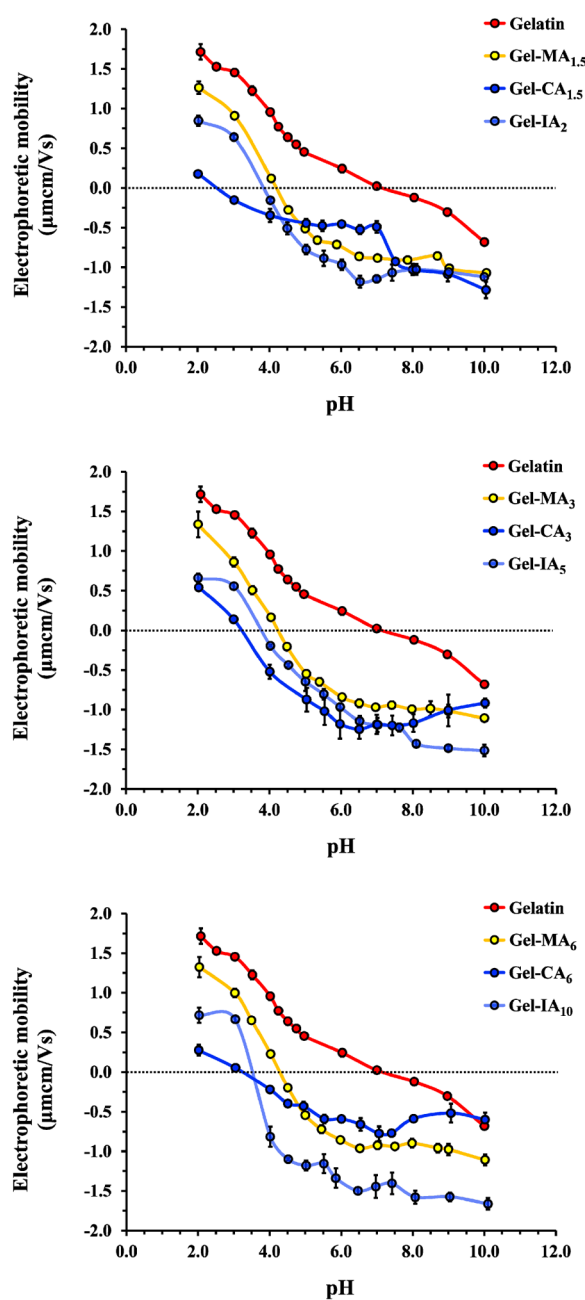 Electrophoretic mobility
(μmcm/Vs)
2.0
1.5
1.0
0.5
0.0
-0.5
-1.0
-1.5
-2.0
0.0 2.0 4.0 6.0 8.0 10.0 12.0
pH
Gelatin
Gel-MA1.5
Gel-CA1.5
Gel-IA2
Electrophoretic mobility
(μmcm/Vs)
2.0
1.5
1.0
0.5
0.0
-0.5
-1.0
-1.5
-2.0
0.0 2.0 4.0 6.0 8.0 10.0 12.0
pH
Gelatin
Gel-MA3
Gel-CA3
Gel-IA5
Electrophoretic mobility
(μmcm/Vs)
2.0
1.5
1.0
0.5
0.0
-0.5
-1.0
-1.5
-2.0
0.0 2.0 4.0 6.0 8.0 10.0 12.0
pH
Gelatin
Gel-MA6
Gel-CA6
Gel-IA10